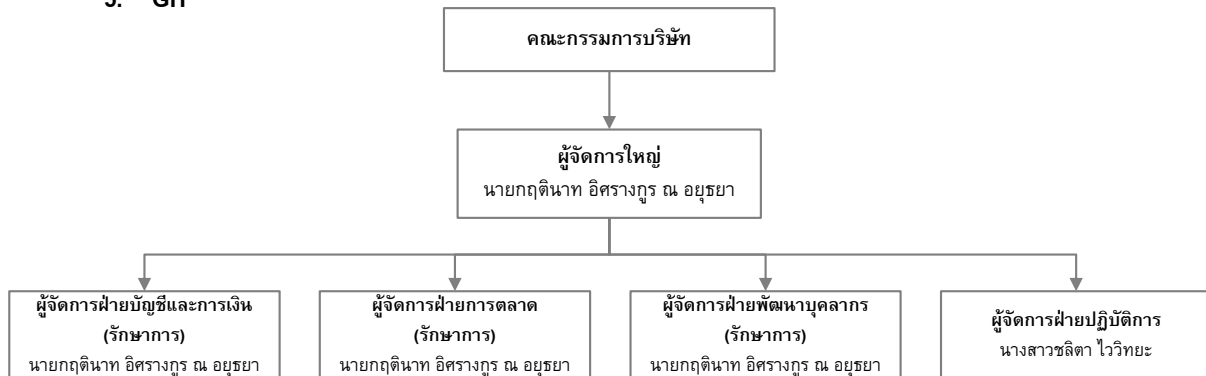 คณะกรรมการบริษัท
ผู้จัดการใหญ่
นายกฤตินาท อิศรางกูร ณ อยุธยา
ผู้จัดการฝ่ายบัญชีและการเงิน
(รักษาการ)
นายกฤตินาท อิศรางกูร ณ อยุธยา
ผู้จัดการฝ่ายการตลาด
(รักษาการ)
นายกฤตินาท อิศรางกูร ณ อยุธยา
ผู้จัดการฝ่ายพัฒนาบุคลากร
(รักษาการ)
นายกฤตินาท อิศรางกูร ณ อยุธยา
ผู้จัดการฝ่ายปฏิบัติการ
นางสาวชลิตา ไววิทยะ